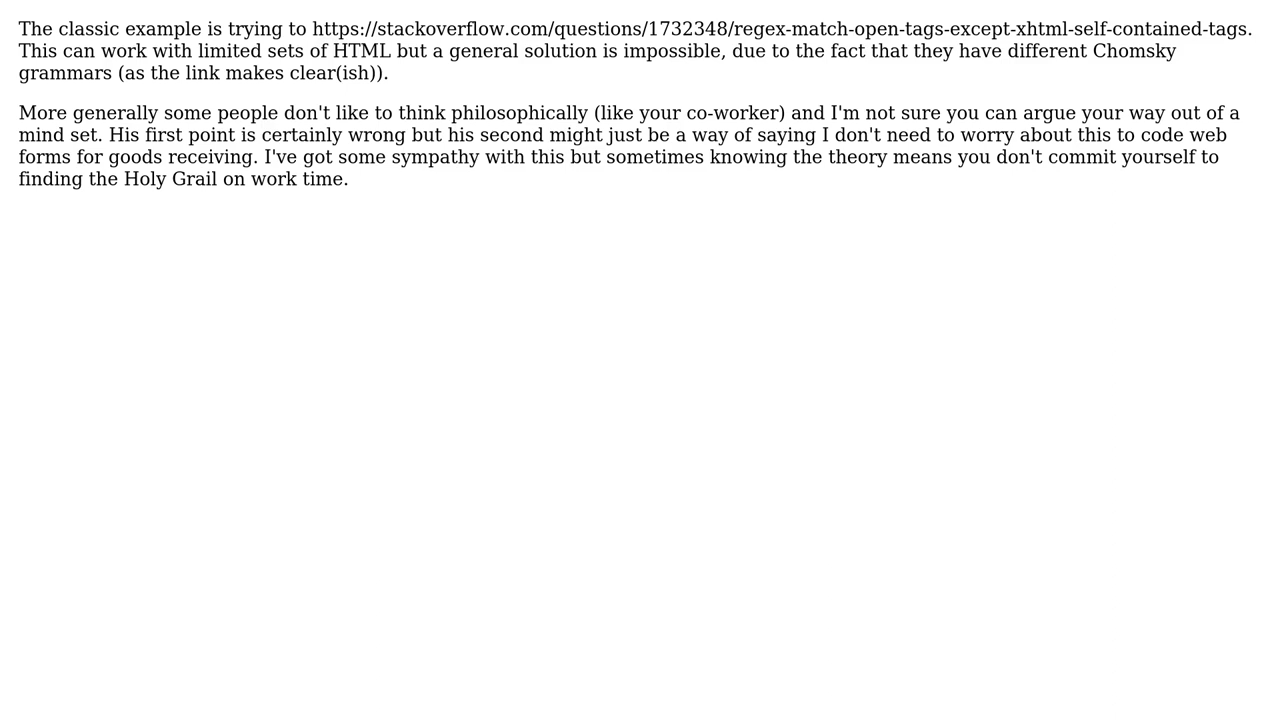 The classic example is trying to https://stackoverflow.com/questions/1732348/regex-match-open-tags-except-xhtml-self-contained-tags.
This can work with limited sets of HTML but a general solution is impossible, due to the fact that they have different Chomsky
grammars (as the link makes clear(ish)).
More generally some people don't like to think philosophically (like your co-worker) and I'm not sure you can argue your way out of a
mind set. His first point is certainly wrong but his second might just be a way of saying I don't need to worry about this to code web
forms for goods receiving. I've got some sympathy with this but sometimes knowing the theory means you don't commit yourself to
finding the Holy Grail on work time.